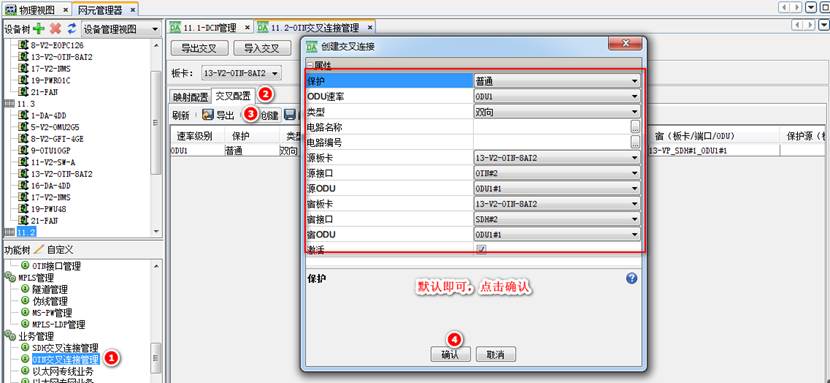 物理视图 网元管理器
设备树 设备管理视图
8-V2-EOPC126
13-V2-OTN-8AT2
17-V2-NMS
19-PWR01C
21-FAN
11.3
1-DA-4DD
5-V2-OMU2G5
8-V2-GFI-4GE
9-OTU10GP
11-V2-SW-A
13-V2-OTN-8AT2
16-DA-4DD
17-V2-NMS
19-PWU48
21-FAN
11.2
功能树 自定义
OTN接口管理
MPLS管理
隧道管理
伪线管理
MS-PW管理
MPLS-LDP管理
业务管理
SDH交叉连接管理
OTN交叉连接管理 1
以太网专线业务
11.1-DCN管理 11.2-OTN交叉连接管理
导出交叉 导入交叉
板卡: 13-V2-OTN-8AT2
映射配置 交叉配置 2
刷新 导出 3 创建
速率级别 保护 类型
ODU1 普通 双向
宿（板卡/端口/ODU) 保护源（
13-VP_SDH#1_ODU1#1
创建交叉连接
属性
保护 普通
ODU速率 ODU1
类型 双向
电路名称 ...
电路编号 ...
源板卡 13-V2-OTN-8AT2
源接口 OTN#2
源ODU ODU1#1
宿板卡 13-V2-OTN-8AT2
宿接口 SDH#2
宿ODU ODU1#1
激活
保护
默认即可，点击确认
4
确认 取消